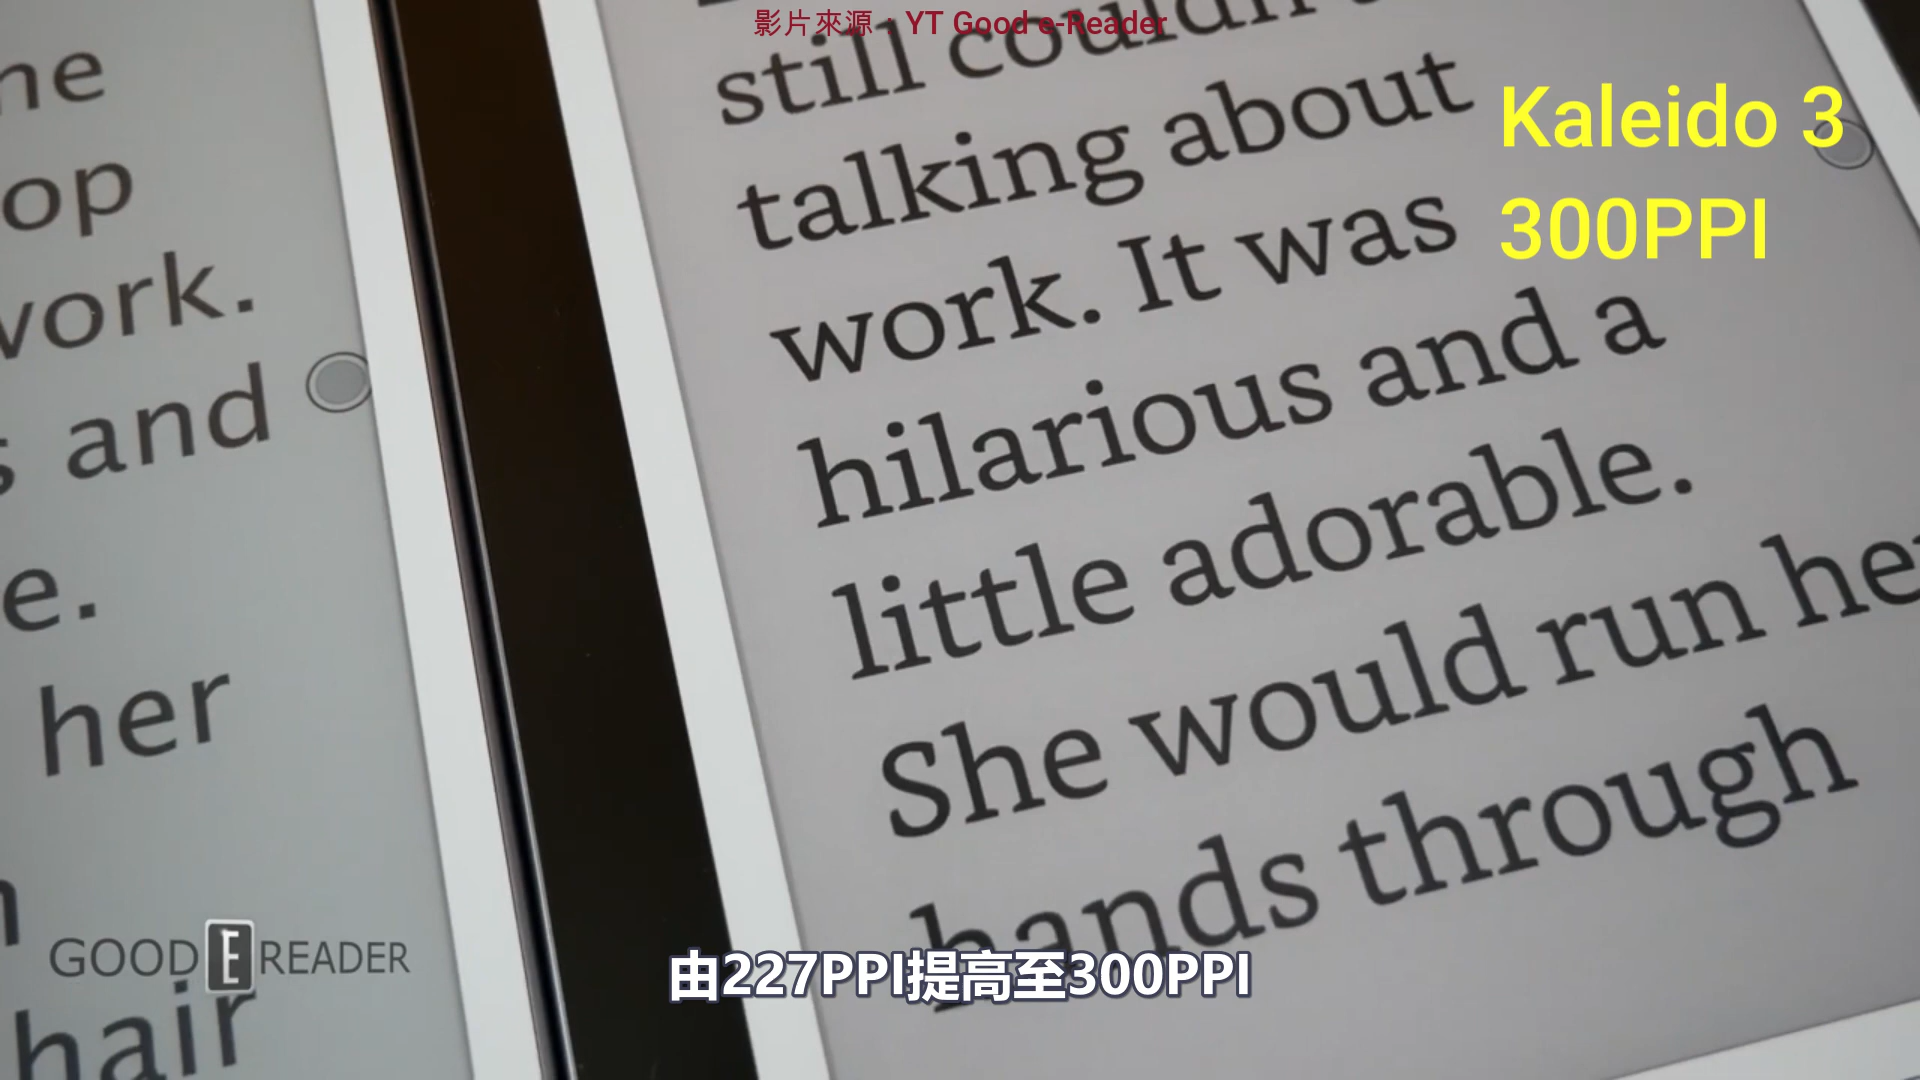 影片來源：YT Good e-Reader
still couldn't
talking about
work. It was
hilarious and a
little adorable.
She would run her
hands through
Kaleido 3
300PPI
ne
op
work.
s and
e.
her
hair
GOOD E READER
由227PPI提高至300PPI